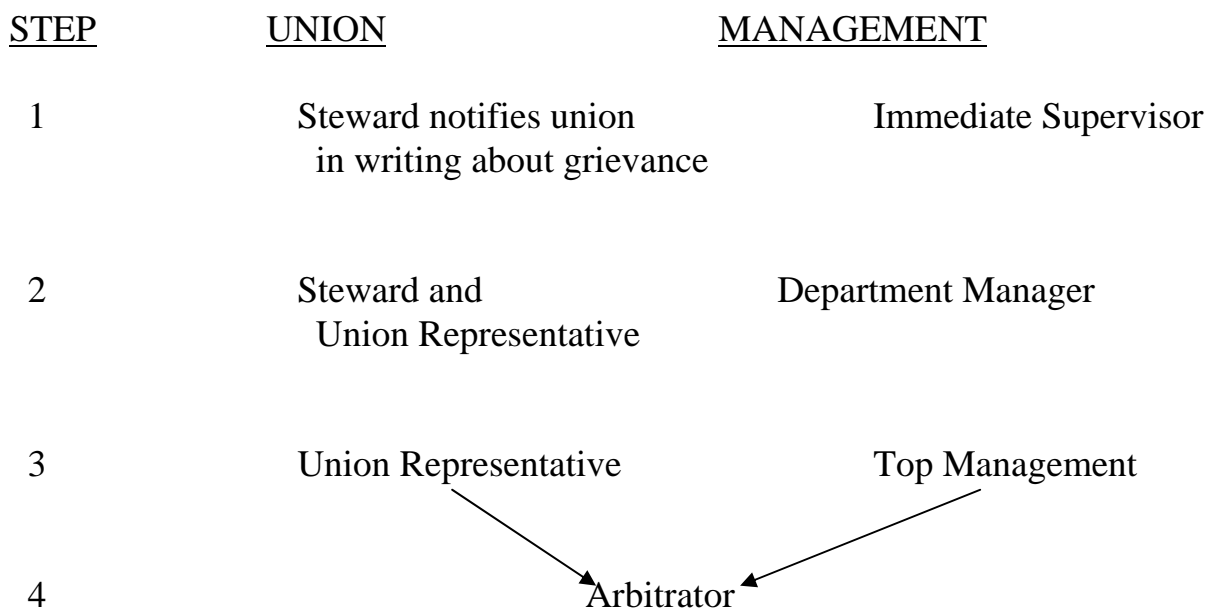 STEP UNION MANAGEMENT
1 Steward notifies union Immediate Supervisor
in writing about grievance
2 Steward and Department Manager
Union Representative
3 Union Representative Top Management
4 Arbitrator